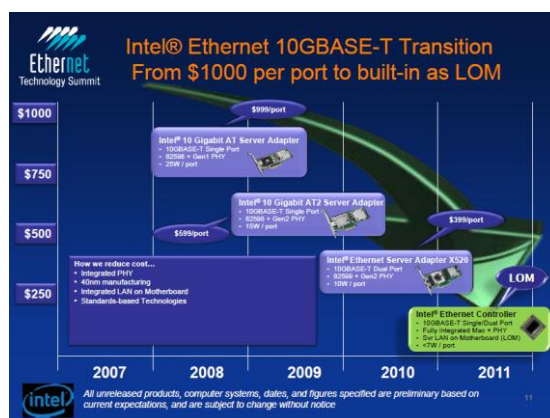 Ethernet
Technology Summit
Intel® Ethernet 10GBASE-T Transition
From $1000 per port to built-in as LOM
$1000
$999/port
Intel® 10 Gigabit AT Server Adapter
• 10GBASE-T Single Port
• 82598 + Gen1 PHY
• 25W / port
$750
Intel® 10 Gigabit AT2 Server Adapter
• 10GBASE-T Single Port
• 82598 + Gen2 PHY
• 15W / port
$500
$599/port
$399/port
Intel® Ethernet Server Adapter X520
• 10GBASE-T Dual Port
• 82599 + Gen2 PHY
• 10W / port
How we reduce cost…
• Integrated PHY
• 40nm manufacturing
• Integrated LAN on Motherboard
• Standards-based Technologies
$250
LOM
Intel® Ethernet Controller
• 10GBASE-T Single/Dual Port
• Fully integrated Mac + PHY
• Svr LAN on Motherboard (LOM)
• <7W / port
2007 2008 2009 2010 2011
intel
All unreleased products, computer systems, dates, and figures specified are preliminary based on
current expectations, and are subject to change without notice
11